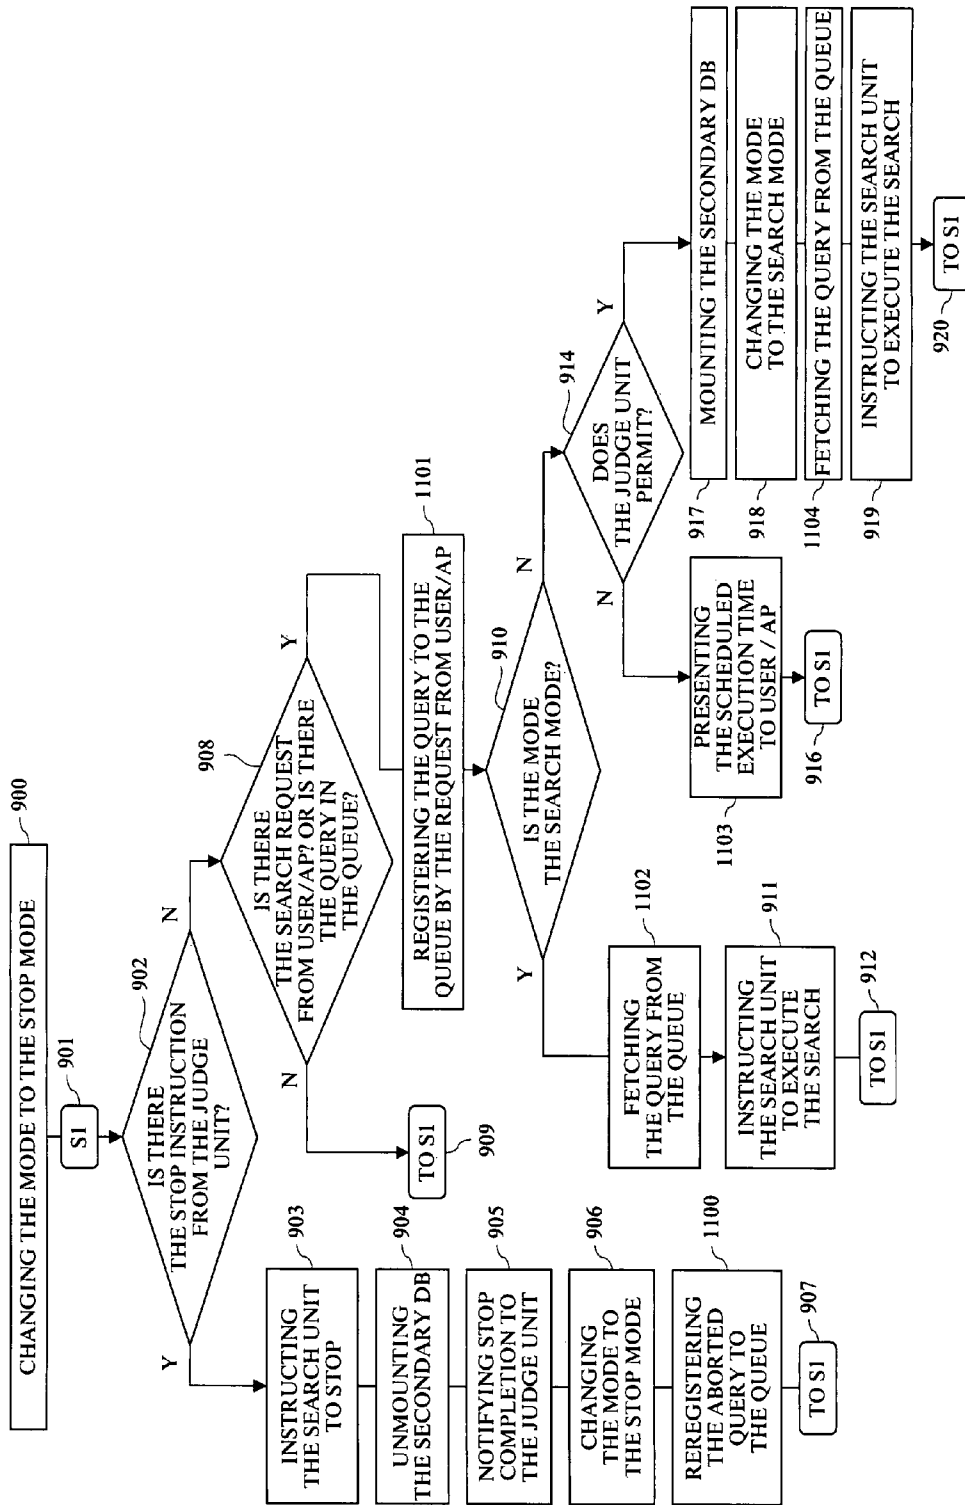 CHANGING THE MODE TO THE STOP MODE
900
S1
901
IS THERE
THE STOP INSTRUCTION
FROM THE JUDGE
UNIT?
902
Y
N
INSTRUCTING
THE SEARCH UNIT
TO STOP
903
UNMOUNTING
THE SECONDARY DB
904
NOTIFYING STOP
COMPLETION TO
THE JUDGE UNIT
905
CHANGING
THE MODE TO
THE STOP MODE
906
REREGISTERING
THE ABORTED
QUERY TO
THE QUEUE
1100
TO S1
907
IS THERE
THE SEARCH REQUEST
FROM USER/AP? OR IS THERE
THE QUERY IN
THE QUEUE?
908
N
Y
TO S1
909
REGISTERING THE QUERY TO THE
QUEUE BY THE REQUEST FROM USER/AP
1101
IS THE MODE
THE SEARCH MODE?
910
Y
N
FETCHING
THE QUERY FROM
THE QUEUE
1102
INSTRUCTING
THE SEARCH UNIT
TO EXECUTE
THE SEARCH
911
TO S1
912
DOES
THE JUDGE UNIT
PERMIT?
914
N
Y
PRESENTING
THE SCHEDULED
EXECUTION TIME
TO USER / AP
1103
TO S1
916
MOUNTING THE SECONDARY DB
917
CHANGING THE MODE
TO THE SEARCH MODE
918
FETCHING THE QUERY FROM THE QUEUE
1104
INSTRUCTING THE SEARCH UNIT
TO EXECUTE THE SEARCH
919
TO S1
920